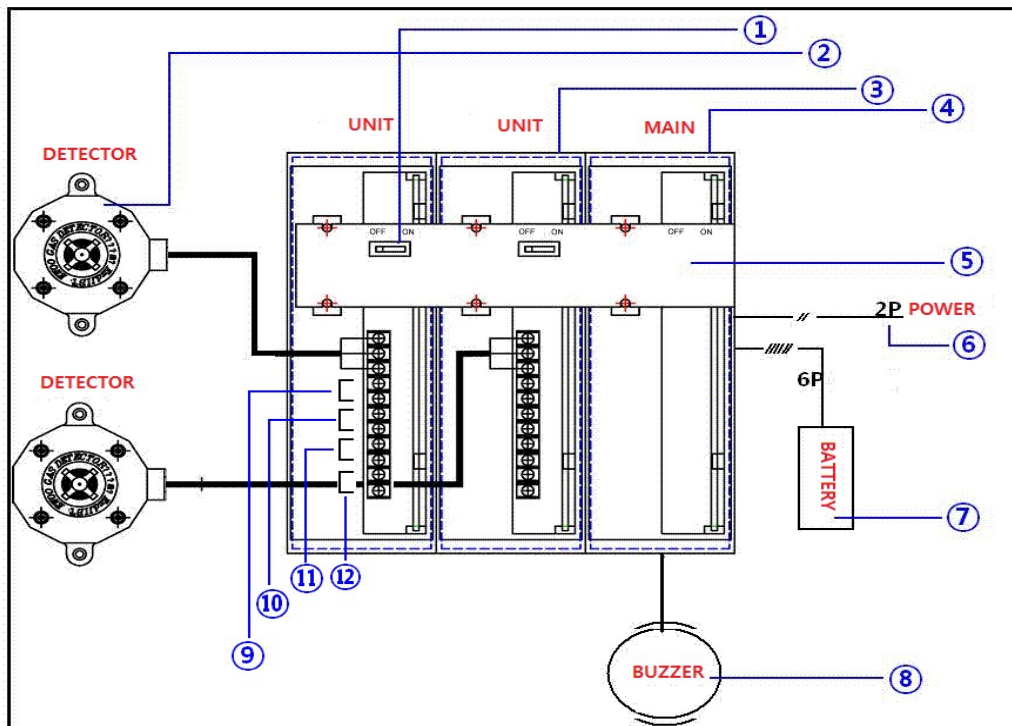 ①
②
③
UNIT
UNIT
MAIN
④
DETECTOR
OFF ON
OFF ON
OFF ON
⑤
2P POWER
⑥
6P
DETECTOR
BATTERY
⑦
⑨
⑩
⑪
⑫
BUZZER
⑧